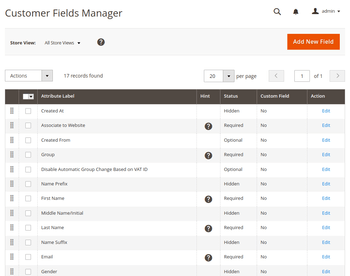 Customer Fields Manager
admin
Store View: All Store Views ?
Add New Field
Actions 17 records found 20 per page 1 of 1
Attribute Label Hint Status Custom Field Action
Created At Hidden No Edit
Associate to Website ? Required No Edit
Created From Optional No Edit
Group ? Required No Edit
Disable Automatic Group Change Based on VAT ID Optional No Edit
Name Prefix Hidden No Edit
First Name ? Required No Edit
Middle Name/Initial Hidden No Edit
Last Name ? Required No Edit
Name Suffix Hidden No Edit
Email ? Required No Edit
Gender Hidden No Edit